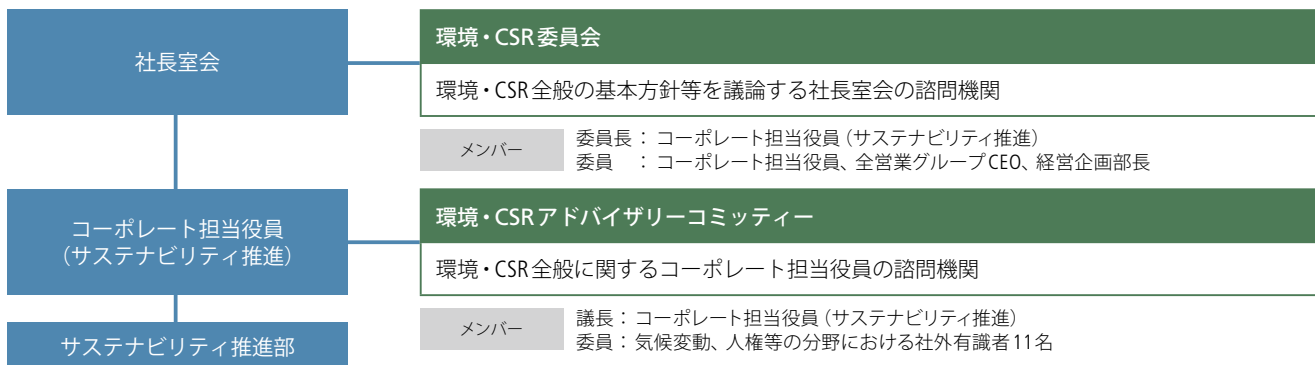 社長室会
環境・CSR委員会
環境・CSR全般の基本方針等を議論する社長室会の諮問機関
メンバー
委員長：コーポレート担当役員（サステナビリティ推進）
委員　：コーポレート担当役員、全営業グループCEO、経営企画部長
コーポレート担当役員
（サステナビリティ推進）
環境・CSRアドバイザリーコミッティー
環境・CSR全般に関するコーポレート担当役員の諮問機関
メンバー
議長：コーポレート担当役員（サステナビリティ推進）
委員：気候変動、人権等の分野における社外有識者11名
サステナビリティ推進部